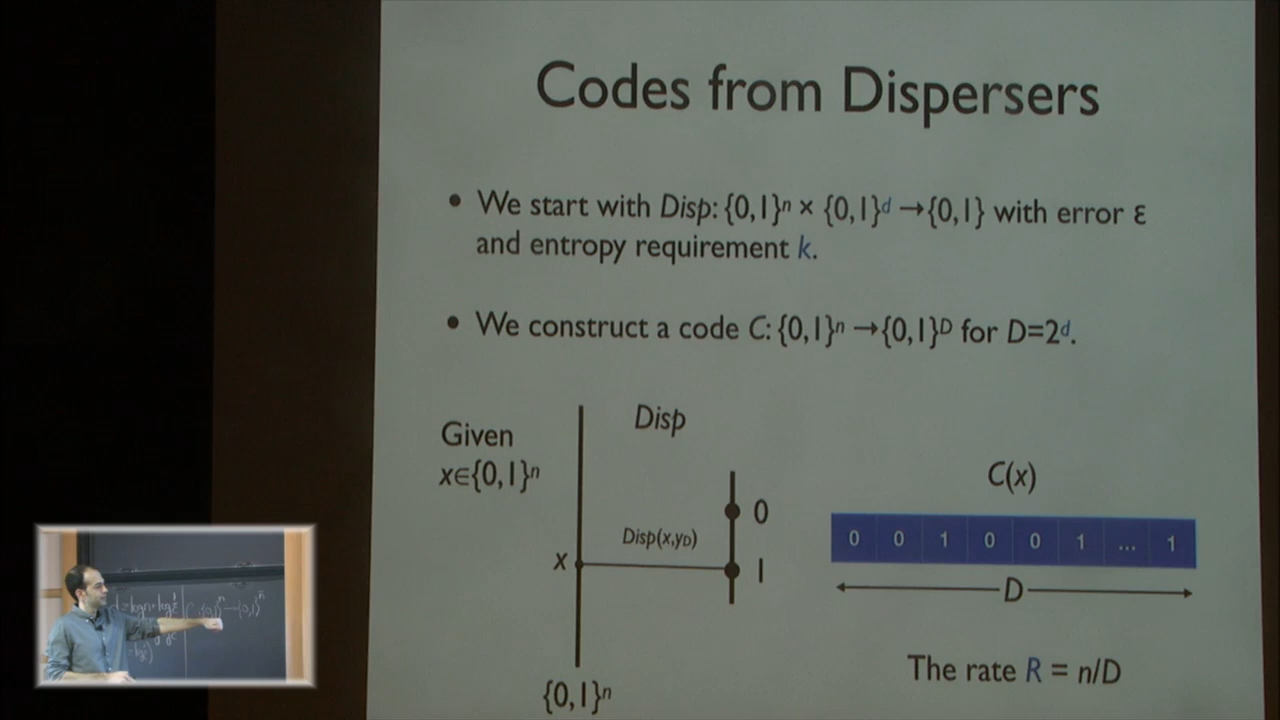 Codes from Dispersers
• We start with Disp: {0,1}ⁿ × {0,1}ᵈ →{0,1} with error ε
and entropy requirement k.
• We construct a code C: {0,1}ⁿ →{0,1}ᴰ for D=2ᵈ.
Given
x∈{0,1}ⁿ
Disp
0
Disp(x,y_D)
x
1
{0,1}ⁿ
C(x)
0 0 1 0 0 1 ... 1
D
The rate R = n/D